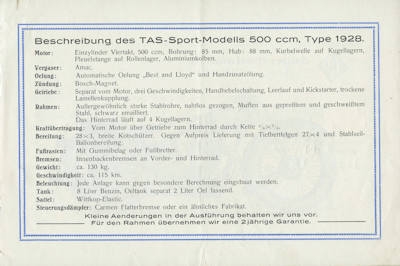 Beschreibung des TAS-Sport-Modells 500 ccm, Type 1928.
Motor: Einzylinder Viertakt, 500 ccm, Bohrung: 85 mm, Hub: 88 mm, Kurbelwelle auf Kugellagern,
Pleuelstange auf Rollenlager, Aluminiumkolben.
Vergaser: Amac.
Oelung: Automatische Oelung „Best and Lloyd" und Handzusatzölung.
Zündung: Bosch-Magnet.
Getriebe: Separat vom Motor, drei Geschwindigkeiten, Handhebelschaltung, Leerlauf und Kickstarter, trockene
Lamellenkupplung.
Rahmen: Außergewöhnlich starke Stahlrohre, nahtlos gezogen, Muffen aus gepreßtem und geschweißtem
Stahl, schwarz emailliert.
Das Hinterrad läuft auf 4 Kugellagern.
Kraftübertragung: Vom Motor über Getriebe zum Hinterrad durch Kette
Bereifung: 28×3, breite Kotschützer. Gegen Aufpreis Lieferung mit Tiefbettfelgen 27×4 und Stahlseil-
Ballonbereifung.
Fußrasten: Mit Gummibelag oder Fußbretter.
Bremsen: Innenbackenbremsen an Vorder- und Hinterrad.
Gewicht: ca. 130 kg.
Geschwindigkeit: ca. 115 km.
Beleuchtung: Jede Anlage kann gegen besondere Berechnung eingebaut werden.
Tank: 8 Liter Benzin, Oeltank separat 2 Liter Oel fassend.
Sattel: Wittkop-Elastic.
Steuerungsdämpfer: Carmen Flatterbremse oder ein ähnliches Fabrikat.
Kleine Aenderungen in der Ausführung behalten wir uns vor.
Für den Rahmen übernehmen wir eine 2jährige Garantie.